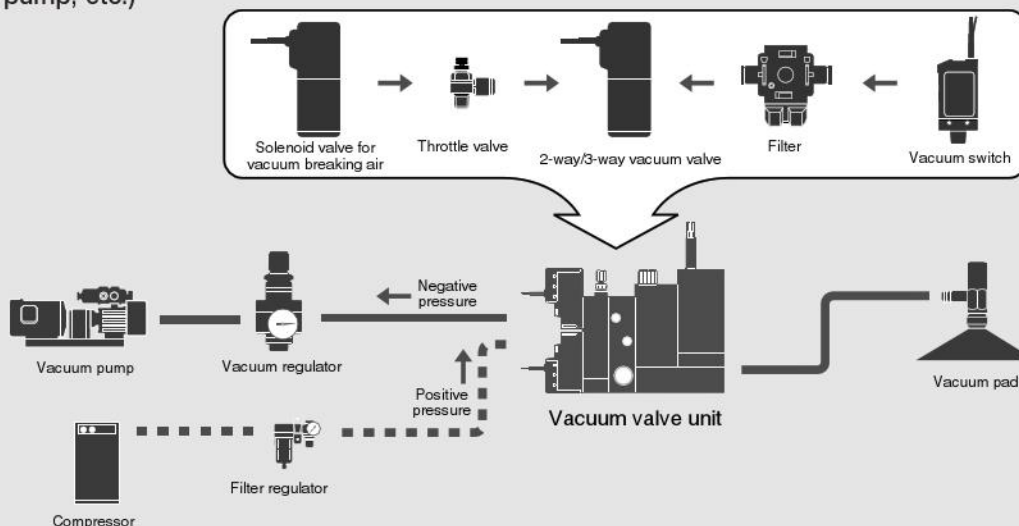 pump, etc.)
Solenoid valve for
vacuum breaking air
Throttle valve
2-way/3-way vacuum valve
Filter
Vacuum switch
Negative
pressure
Vacuum pump
Vacuum regulator
Positive
pressure
Vacuum pad
Vacuum valve unit
Filter regulator
Compressor